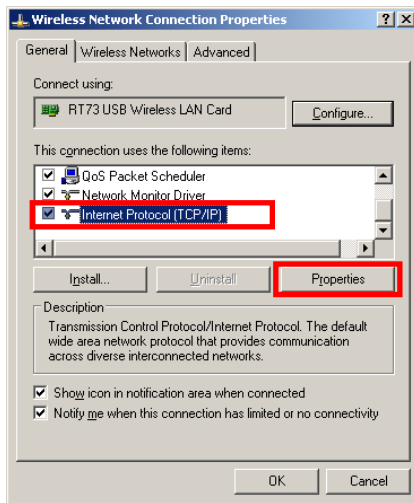 Wireless Network Connection Properties
General Wireless Networks Advanced
Connect using:
RT73 USB Wireless LAN Card
Configure...
This connection uses the following items:
QoS Packet Scheduler
Network Monitor Driver
Internet Protocol (TCP/IP)
Install... Uninstall Properties
Description
Transmission Control Protocol/Internet Protocol. The default
wide area network protocol that provides communication
across diverse interconnected networks.
Show icon in notification area when connected
Notify me when this connection has limited or no connectivity
OK Cancel